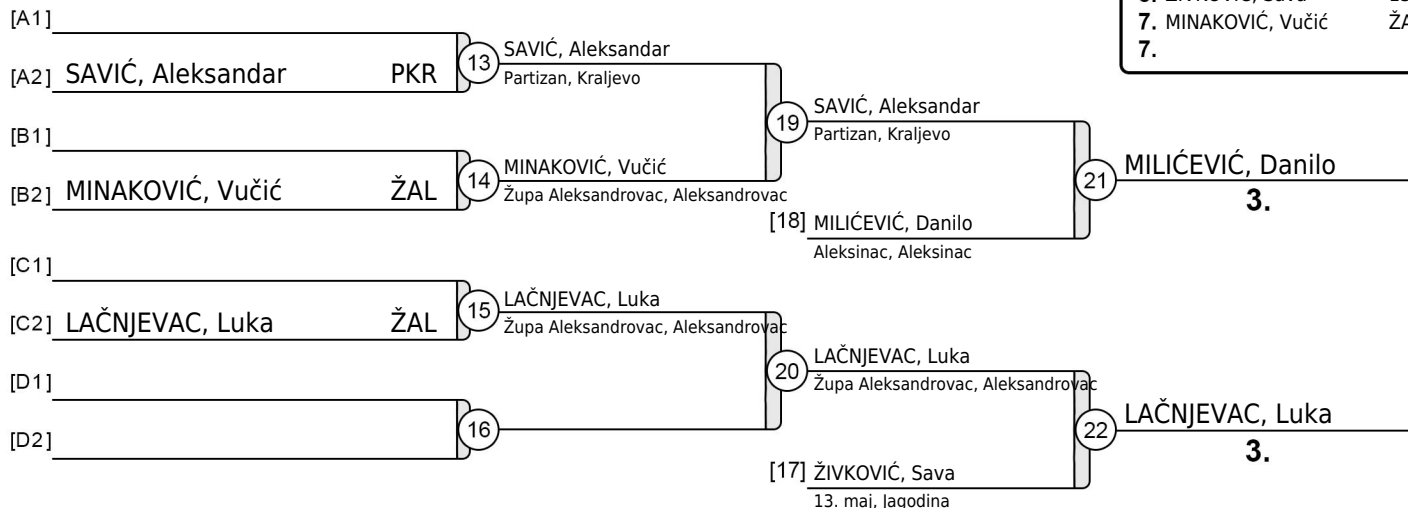 7. MINAKOVIĆ, Vučić
7.
[A1]
[A2] SAVIĆ, Aleksandar PKR
13
SAVIĆ, Aleksandar
Partizan, Kraljevo
[B1]
[B2] MINAKOVIĆ, Vučić ŽAL
14
MINAKOVIĆ, Vučić
Župa Aleksandrovac, Aleksandrovac
19
SAVIĆ, Aleksandar
Partizan, Kraljevo
[18] MILIĆEVIĆ, Danilo
Aleksinac, Aleksinac
21
MILIĆEVIĆ, Danilo
3.
[C1]
[C2] LAČNJEVAC, Luka ŽAL
15
LAČNJEVAC, Luka
Župa Aleksandrovac, Aleksandrovac
[D1]
[D2]
16
20
LAČNJEVAC, Luka
Župa Aleksandrovac, Aleksandrovac
[17] ŽIVKOVIĆ, Sava
13. maj, Jagodina
22
LAČNJEVAC, Luka
3.